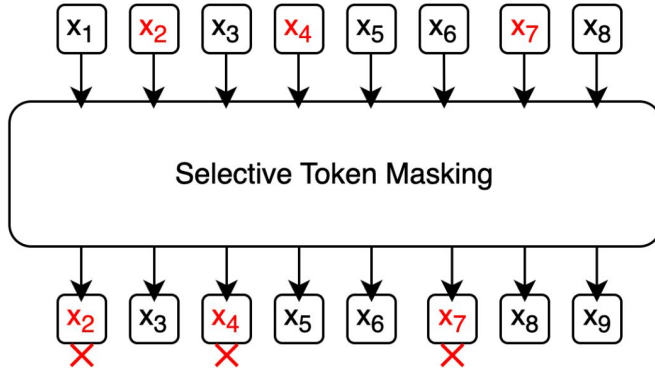 x₁ x₂ x₃ x₄ x₅ x₆ x₇ x₈
Selective Token Masking
x₂ x₃ x₄ x₅ x₆ x₇ x₈ x₉